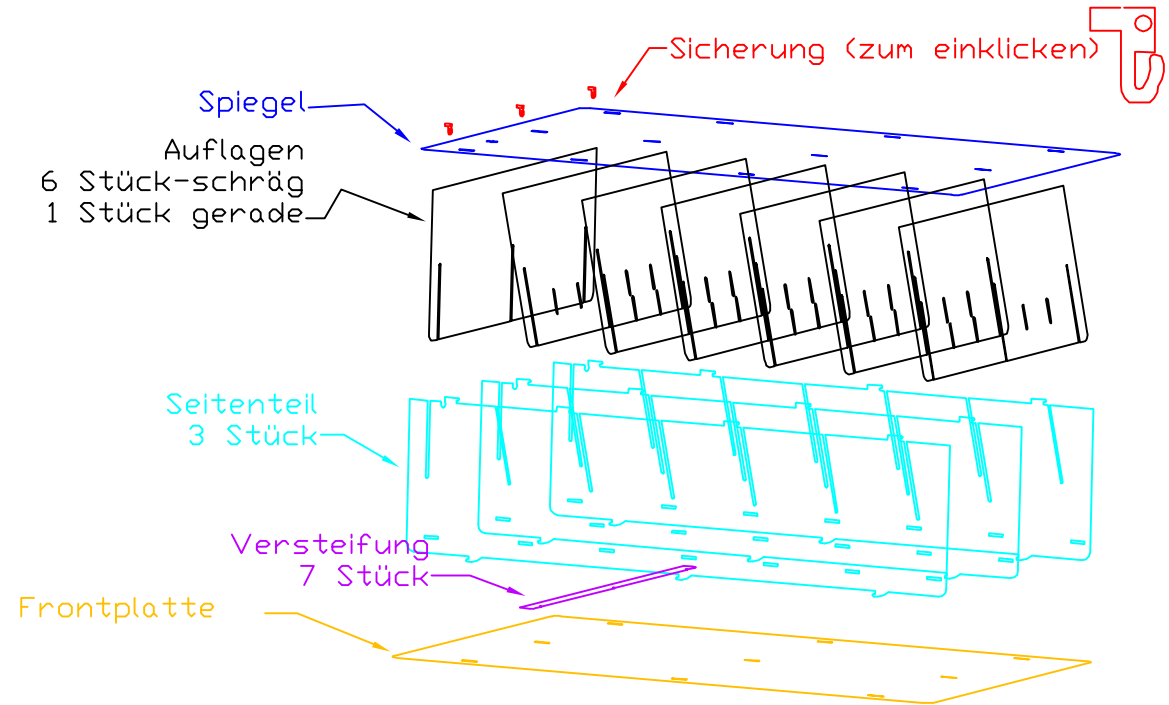 Sicherung (zum einklicken)
Spiegel
Auflagen
6 Stück-schräg
1 Stück gerade
Seitenteil
3 Stück
Versteifung
7 Stück
Frontplatte